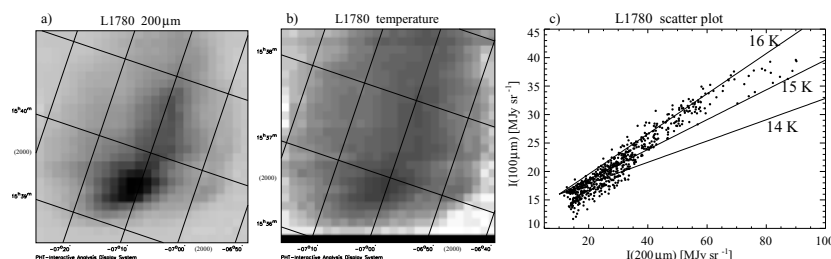 a) L1780 200μm
15ʰ40ᵐ
(2000)
15ʰ39ᵐ
-07°20' -07°10' -07°00' (2000) -06°50'
PHT-Interactive Analysis Display System
b) L1780 temperature
15ʰ38ᵐ
15ʰ37ᵐ
(2000)
15ʰ36ᵐ
-07°10' -07°00' -06°50' (2000) -06°40'
PHT-Interactive Analysis Display System
c) L1780 scatter plot
I(100μm) [MJy sr⁻¹]
45
40
35
30
25
20
15
10
16 K
15 K
14 K
20 40 60 80 100
I(200μm) [MJy sr⁻¹]